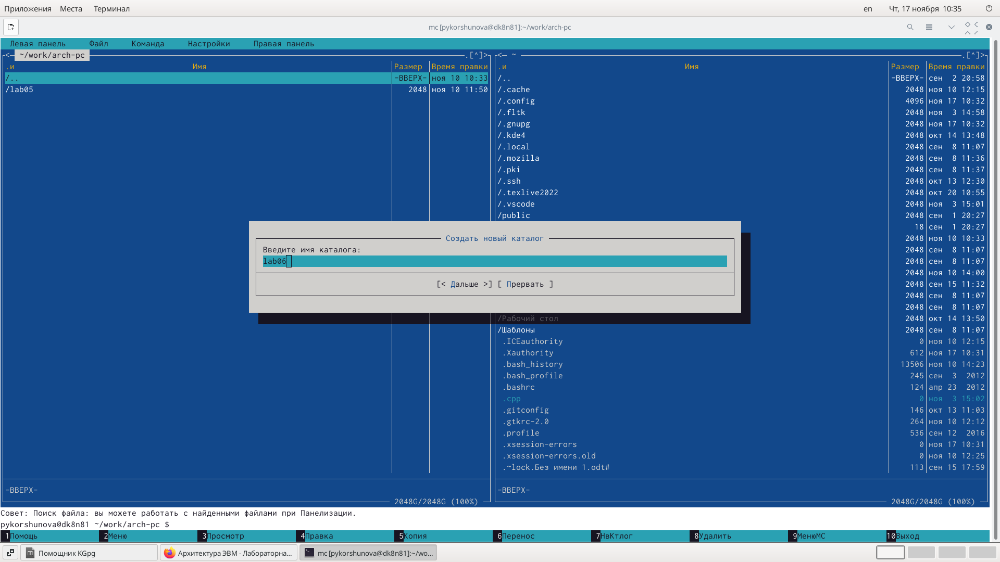 Приложения Места Терминал en Чт, 17 ноября 10:35
mc [pykorshunova@dk8n81]:~/work/arch-pc
Левая панель Файл Команда Настройки Правая панель
<─ ~/work/arch-pc .[^]> <─ ~ .[^]>
.и Имя Размер Время правки .и Имя Размер Время правки
/.. -ВВЕРХ- ноя 10 10:33 /.. -ВВЕРХ- сен 2 20:58
/lab05 2048 ноя 10 11:50 /.cache 2048 ноя 10 12:15
/.config 4096 ноя 17 10:32
/.fltk 2048 ноя 3 14:58
/.gnupg 2048 ноя 17 10:32
/.kde4 2048 окт 14 13:48
/.local 2048 сен 8 11:07
/.mozilla 2048 сен 8 11:36
/.pki 2048 сен 8 11:37
/.ssh 2048 окт 13 12:30
/.texlive2022 2048 окт 20 10:55
/.vscode 2048 ноя 3 15:01
/public 2048 сен 1 20:27
18 сен 1 20:27
Создать новый каталог 2048 ноя 10 10:33
Введите имя каталога: 2048 сен 8 11:07
lab06 2048 сен 8 11:07
2048 ноя 10 14:00
[< Дальше >] [ Прервать ] 2048 сен 15 11:32
2048 сен 8 11:07
2048 сен 8 11:07
/Рабочий стол 2048 окт 14 13:50
/Шаблоны 2048 сен 8 11:07
.ICEauthority 0 ноя 10 12:15
.Xauthority 612 ноя 17 10:31
.bash_history 13506 ноя 10 14:23
.bash_profile 245 сен 3 2012
.bashrc 124 апр 23 2012
.cpp 0 ноя 3 15:02
.gitconfig 146 окт 13 11:03
.gtkrc-2.0 264 ноя 10 12:12
.profile 536 сен 12 2016
.xsession-errors 0 ноя 17 10:31
.xsession-errors.old 0 ноя 10 12:25
.~lock.Без имени 1.odt# 113 сен 15 17:59
-ВВЕРХ- -ВВЕРХ-
2048G/2048G (100%) 2048G/2048G (100%)
Совет: Поиск файла: вы можете работать с найденными файлами при Панелизации.
pykorshunova@dk8n81 ~/work/arch-pc $
1Помощь 2Меню 3Просмотр 4Правка 5Копия 6Перенос 7НвКтлог 8Удалить 9МенюМС 10Выход
Помощник KGpg Архитектура ЭВМ - Лабораторна... mc [pykorshunova@dk8n81]:~/wo...